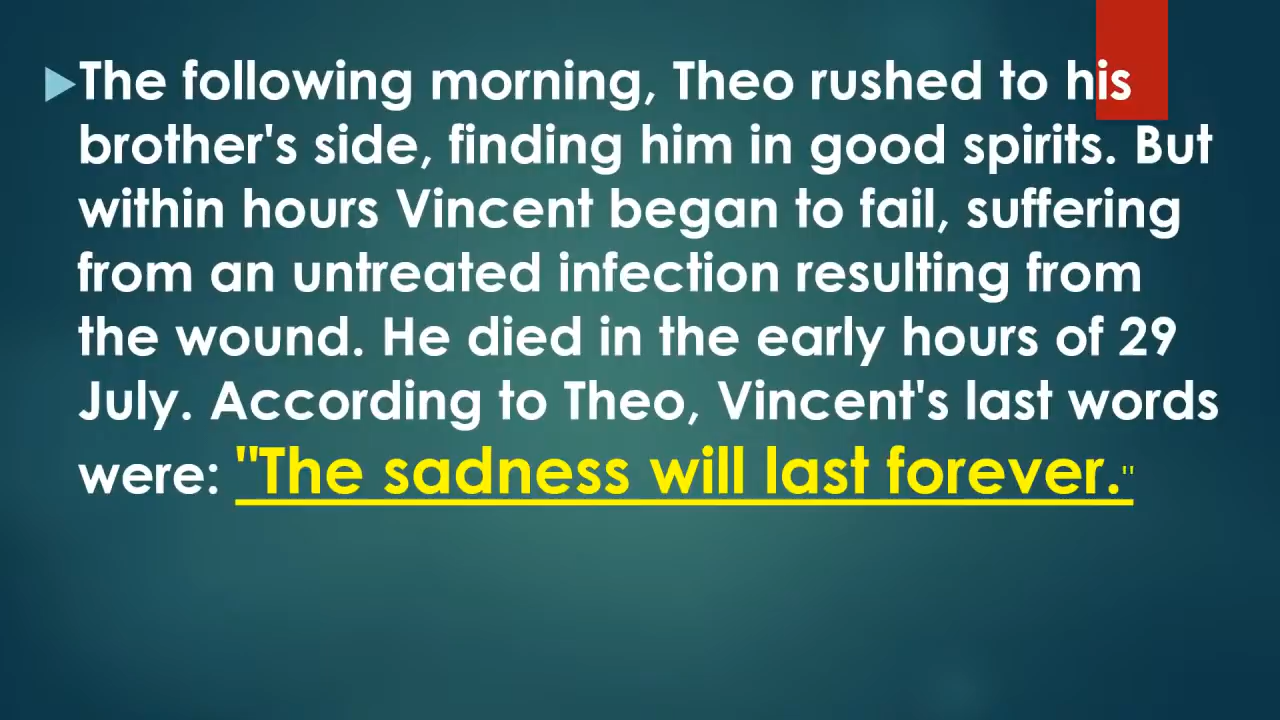 The following morning, Theo rushed to his
brother's side, finding him in good spirits. But
within hours Vincent began to fail, suffering
from an untreated infection resulting from
the wound. He died in the early hours of 29
July. According to Theo, Vincent's last words
were: "The sadness will last forever."